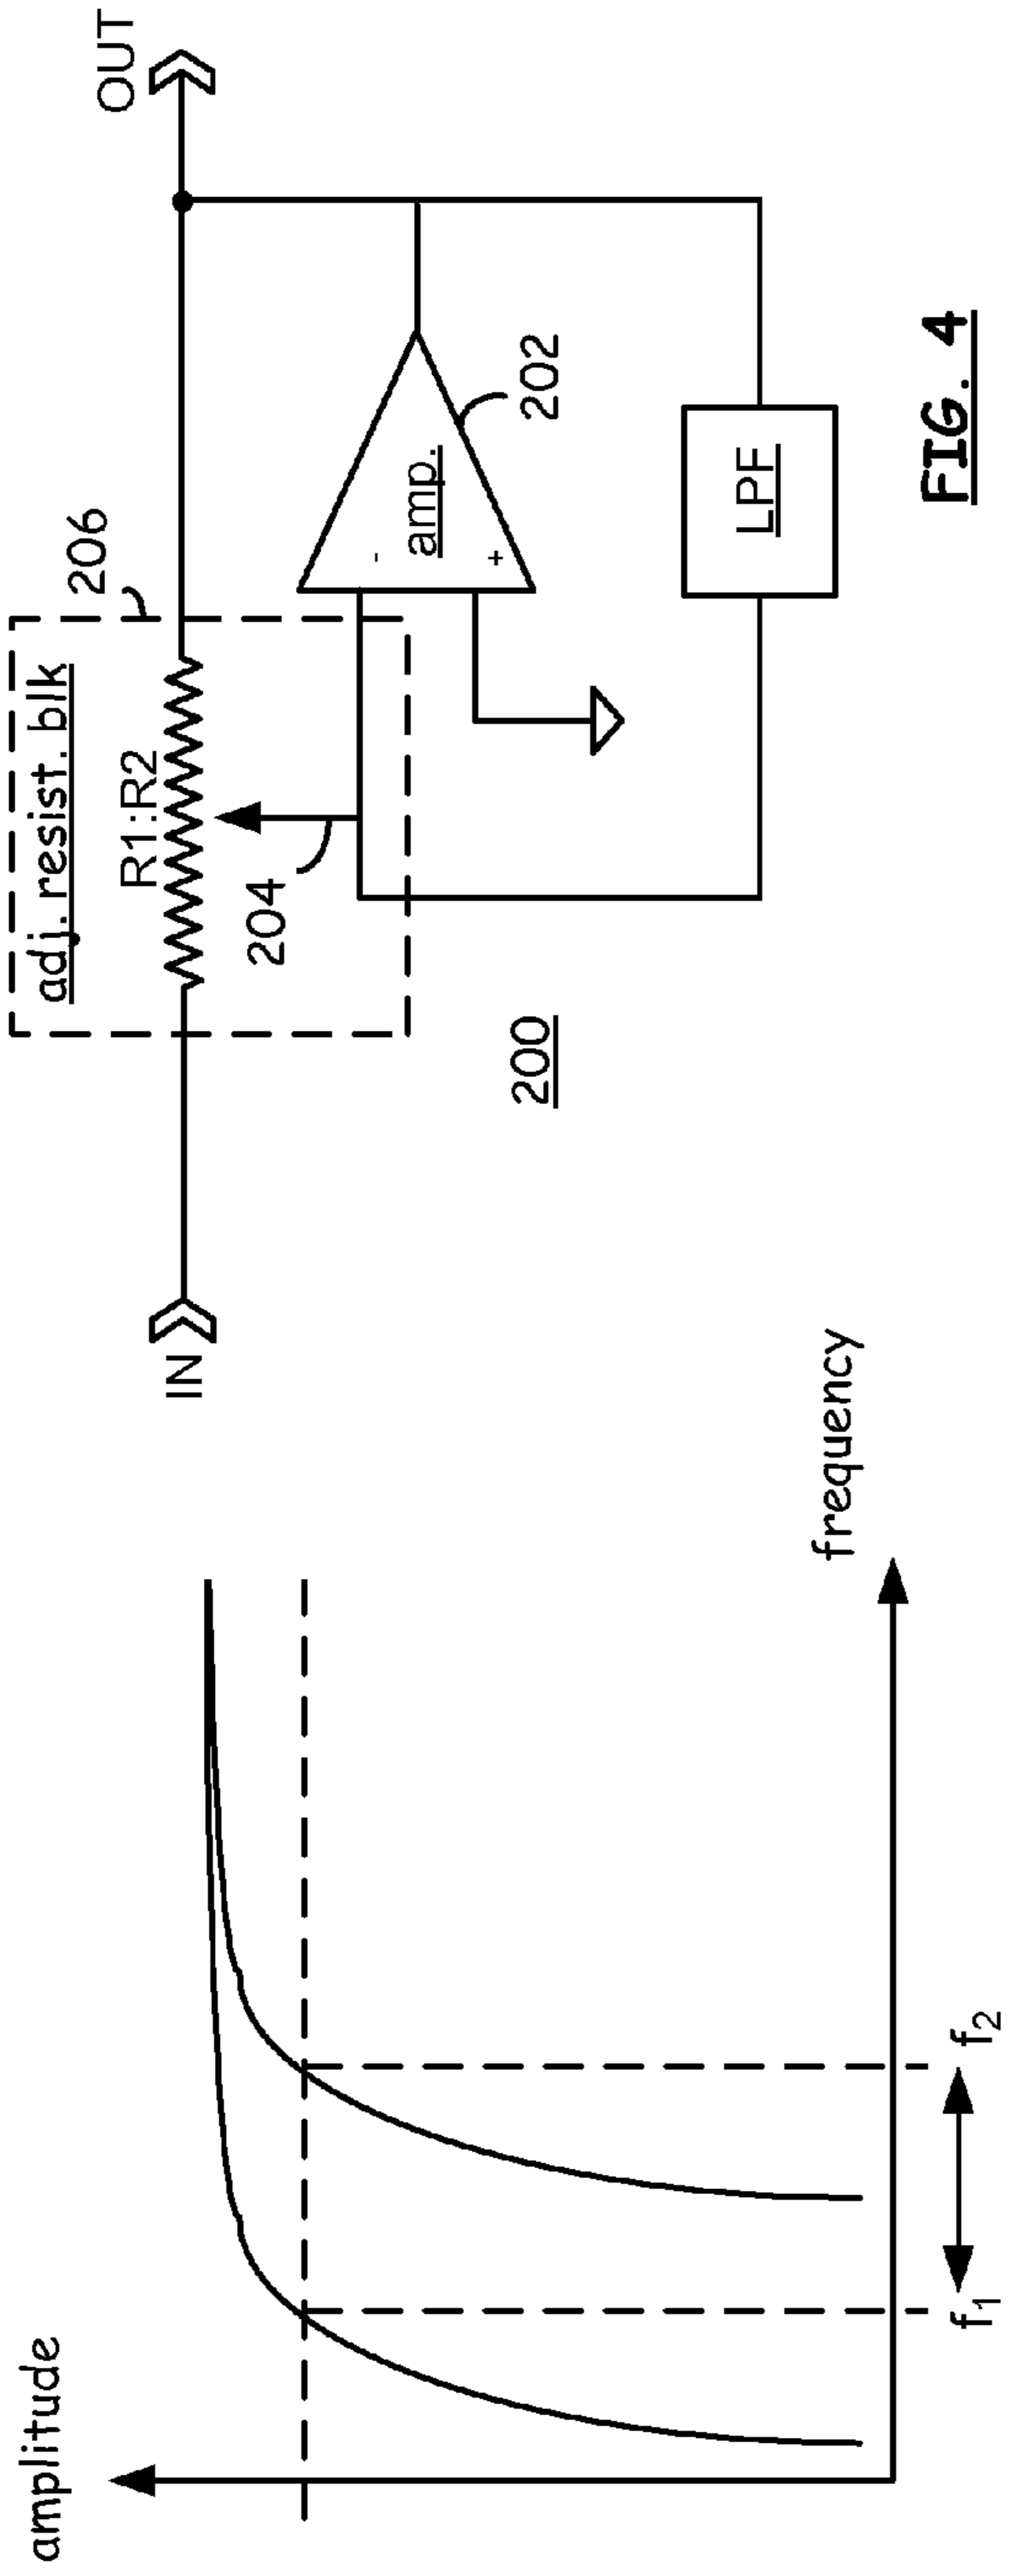 amplitude
frequency
f1
f2
IN
OUT
adj. resist. blk
206
R1:R2
204
-
amp.
+
202
200
LPF
FIG. 4